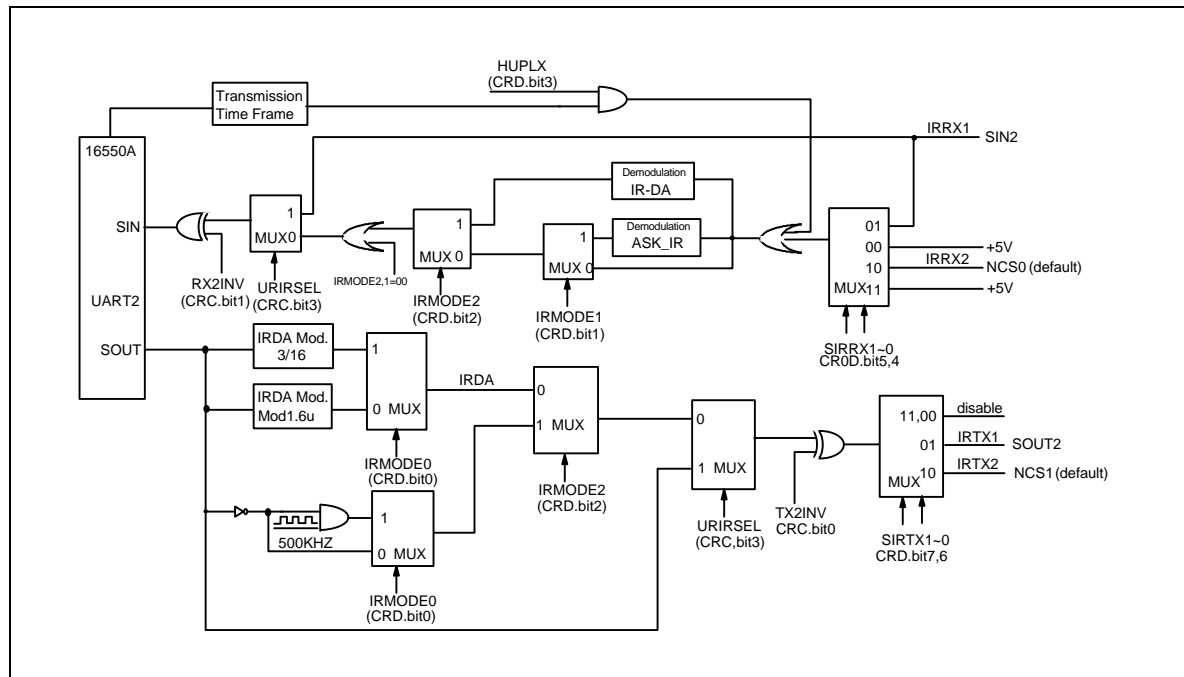 HUPLX
(CRD.bit3)
Transmission
Time Frame
16550A
IRRX1
SIN2
Demodulation
IR-DA
SIN
1
MUX0
1
MUX 0
1
MUX 0
Demodulation
ASK_IR
01
00
10
MUX 11
+5V
IRRX2
NCS0 (default)
+5V
RX2INV
(CRC.bit1)
URIRSEL
(CRC.bit3)
IRMODE2,1=00
IRMODE2
(CRD.bit2)
IRMODE1
(CRD.bit1)
SIRRX1~0
CR0D.bit5,4
UART2
SOUT
IRDA Mod.
3/16
IRDA Mod.
Mod1.6u
1
0 MUX
IRDA
0
1 MUX
0
1 MUX
11,00
01
10
MUX
disable
IRTX1
SOUT2
IRTX2
NCS1 (default)
IRMODE0
(CRD.bit0)
IRMODE2
(CRD.bit2)
500KHZ
1
0 MUX
URIRSEL
(CRC,bit3)
TX2INV
CRC.bit0
SIRTX1~0
CRD.bit7,6
IRMODE0
(CRD.bit0)